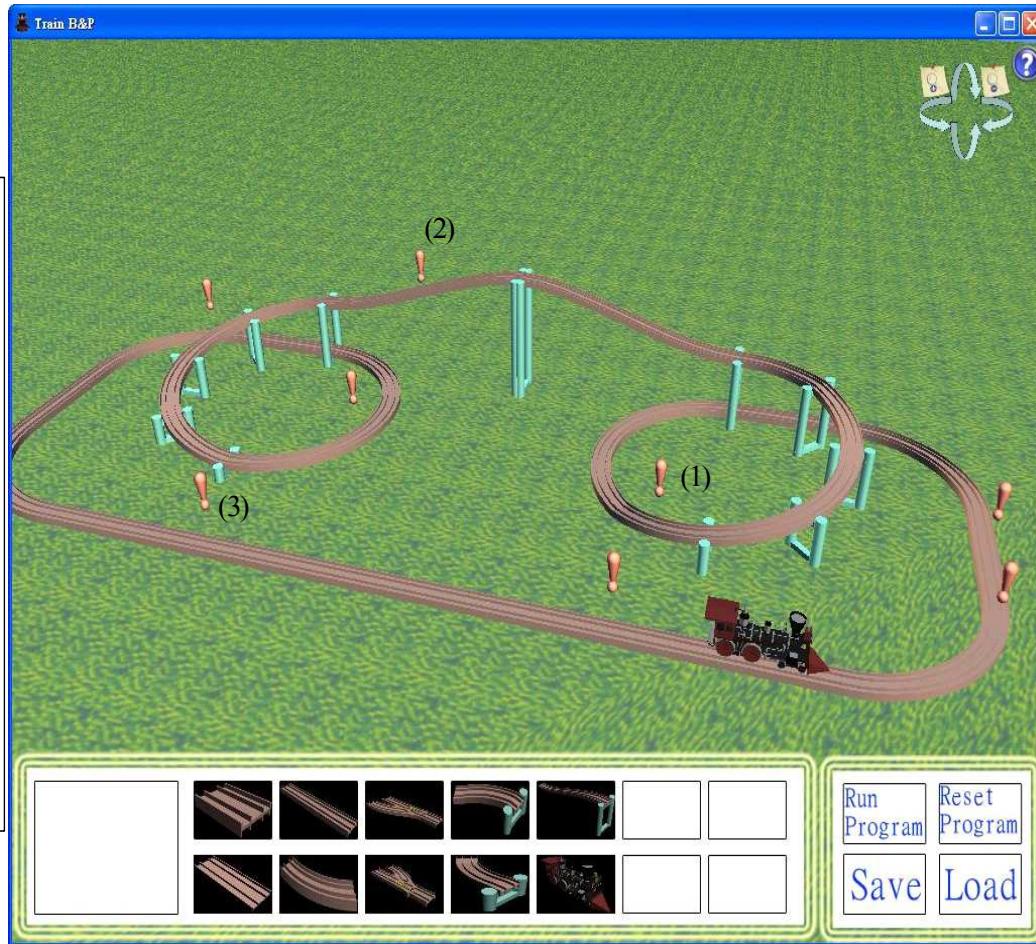 Train B&P
?
(2)
(1)
(3)
Run
Program
Reset
Program
Save
Load